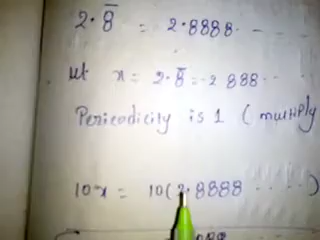 2.8̅ = 2.8888 - - -
let x = 2.8̅ = 2 888..
Periodicity is 1 (multiply
10x = 10(2.8888 .....)